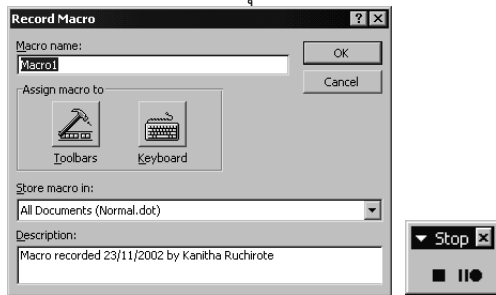 Record Macro
Macro name:
Macro1
OK
Cancel
Assign macro to
Toolbars
Keyboard
Store macro in:
All Documents (Normal.dot)
Description:
Macro recorded 23/11/2002 by Kanitha Ruchirote
Stop